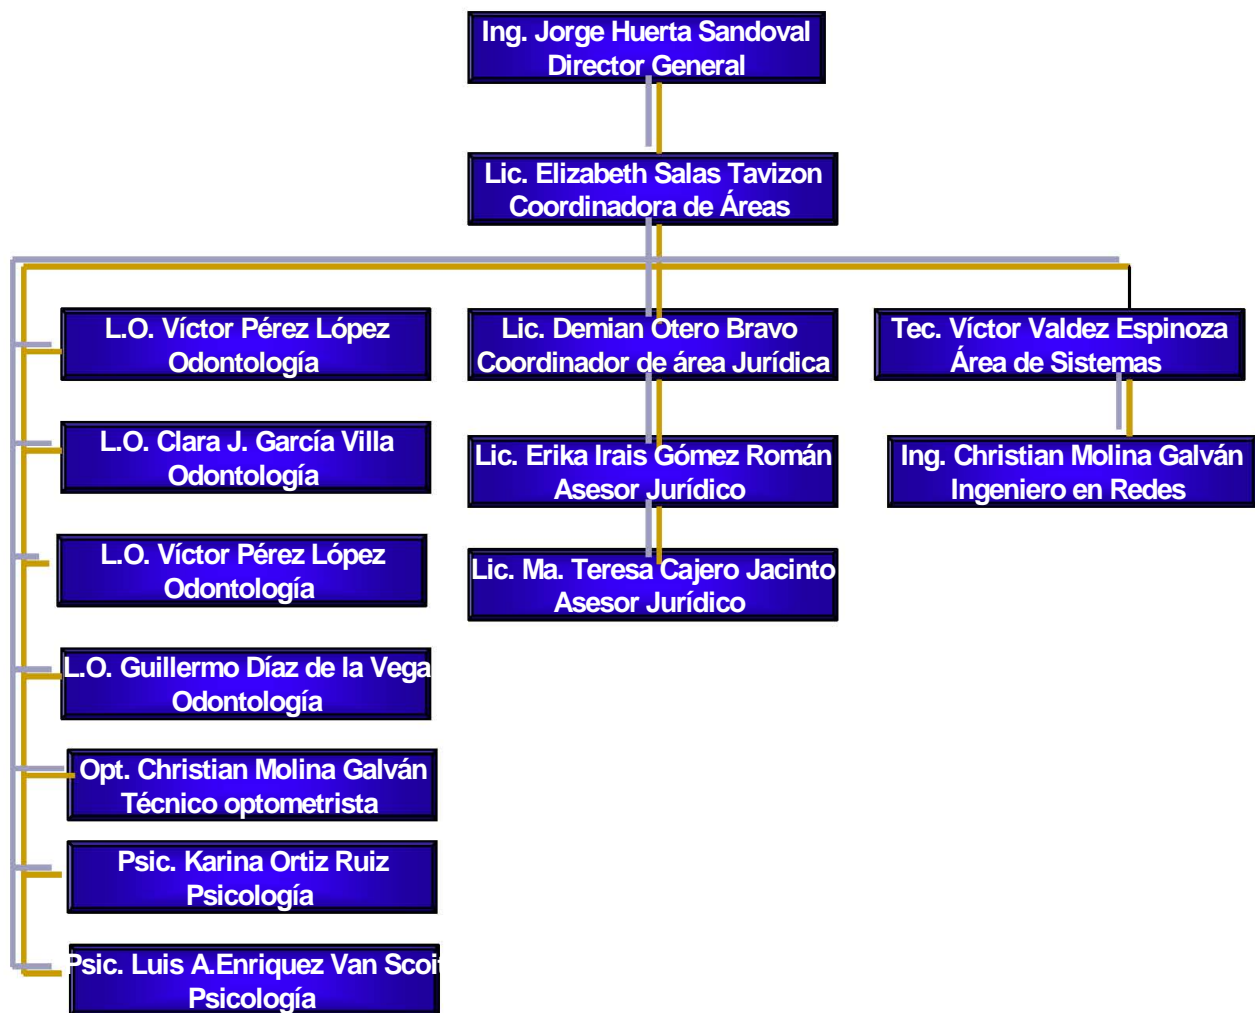 Ing. Jorge Huerta Sandoval
Director General
Lic. Elizabeth Salas Tavizon
Coordinadora de Áreas
L.O. Víctor Pérez López
Odontología
Lic. Demian Otero Bravo
Coordinador de área Jurídica
Tec. Víctor Valdez Espinoza
Área de Sistemas
L.O. Clara J. García Villa
Odontología
Lic. Erika Irais Gómez Román
Asesor Jurídico
Ing. Christian Molina Galván
Ingeniero en Redes
L.O. Víctor Pérez López
Odontología
Lic. Ma. Teresa Cajero Jacinto
Asesor Jurídico
L.O. Guillermo Díaz de la Vega
Odontología
Opt. Christian Molina Galván
Técnico optometrista
Psic. Karina Ortiz Ruiz
Psicología
Psic. Luis A.Enriquez Van Scoit
Psicología